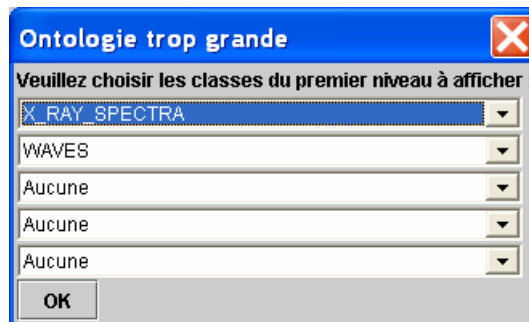 Ontologie trop grande
Veuillez choisir les classes du premier niveau à afficher :
X_RAY_SPECTRA
WAVES
Aucune
Aucune
Aucune
OK